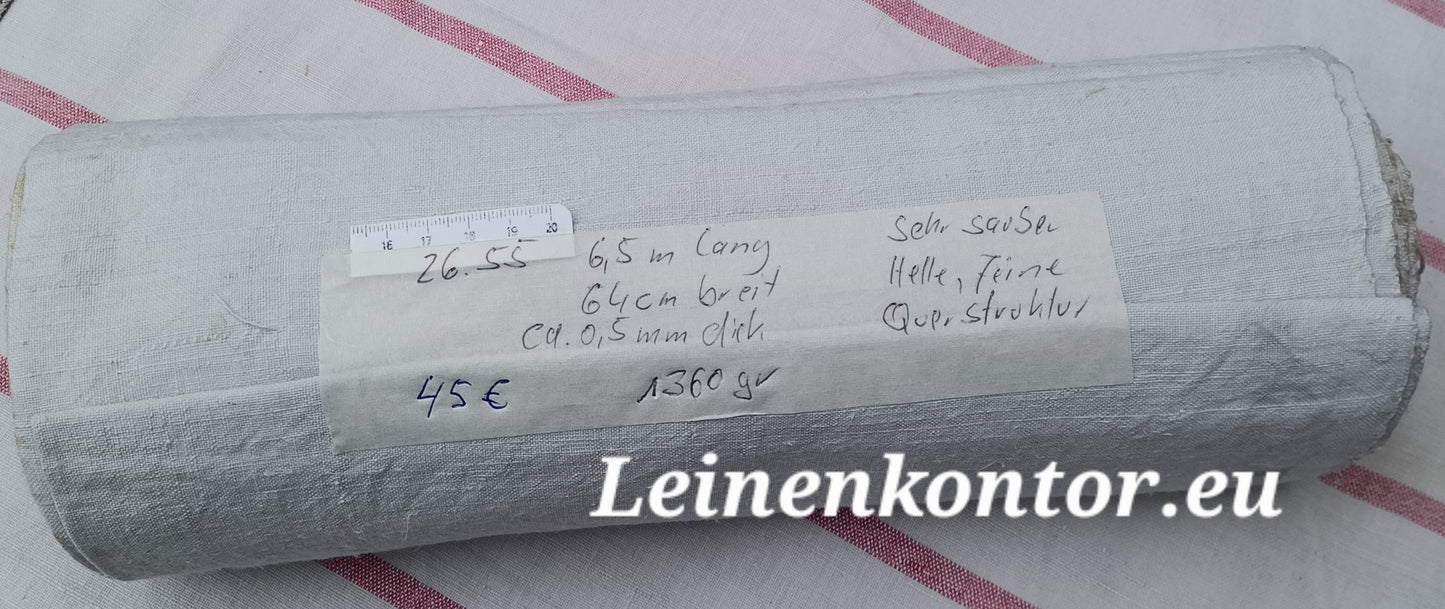 16 17 18 19 20
26.55
6,5 m lang
64 cm breit
ca. 0,5 mm dick
45 €
1360 gr
sehr sauber
Helle, Feine
Querstruktur
Leinenkontor.eu